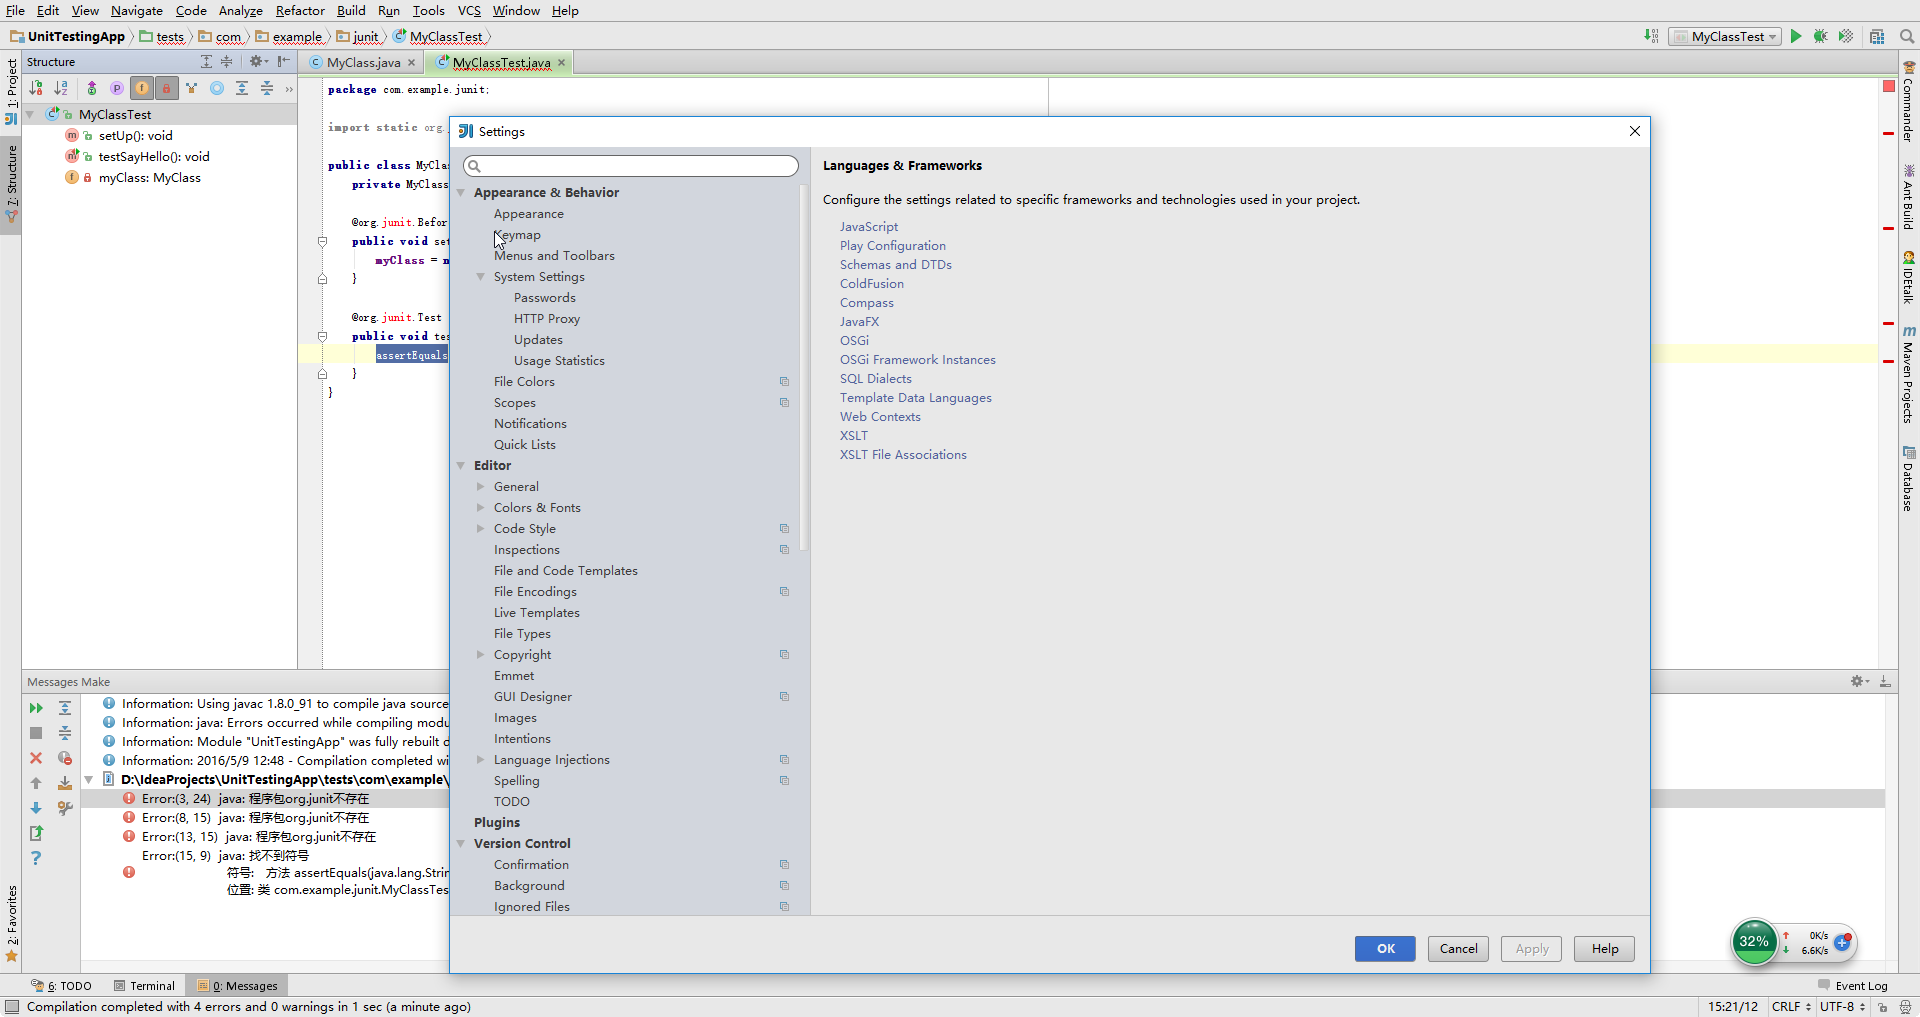 File Edit View Navigate Code Analyze Refactor Build Run Tools VCS Window Help
UnitTestingApp tests com example junit MyClassTest
MyClassTest
Structure
MyClass.java
MyClassTest.java
1: Project
7: Structure
2: Favorites
MyClassTest
setUp(): void
testSayHello(): void
myClass: MyClass
package com.example.junit;
import static org.
public class MyCla
private MyClass
@org.junit.Befor
public void set
myClass = n
}
@org.junit.Test
public void tes
assertEquals
}
}
Settings
Appearance & Behavior
Appearance
Keymap
Menus and Toolbars
System Settings
Passwords
HTTP Proxy
Updates
Usage Statistics
File Colors
Scopes
Notifications
Quick Lists
Editor
General
Colors & Fonts
Code Style
Inspections
File and Code Templates
File Encodings
Live Templates
File Types
Copyright
Emmet
GUI Designer
Images
Intentions
Language Injections
Spelling
TODO
Plugins
Version Control
Confirmation
Background
Ignored Files
Languages & Frameworks
Configure the settings related to specific frameworks and technologies used in your project.
JavaScript
Play Configuration
Schemas and DTDs
ColdFusion
Compass
JavaFX
OSGi
OSGi Framework Instances
SQL Dialects
Template Data Languages
Web Contexts
XSLT
XSLT File Associations
OK Cancel Apply Help
Commander
Ant Build
IDEtalk
Maven Projects
Database
Messages Make
Information: Using javac 1.8.0_91 to compile java source
Information: java: Errors occurred while compiling modu
Information: Module "UnitTestingApp" was fully rebuilt d
Information: 2016/5/9 12:48 - Compilation completed wi
D:\IdeaProjects\UnitTestingApp\tests\com\example\
Error:(3, 24) java: 程序包org.junit不存在
Error:(8, 15) java: 程序包org.junit不存在
Error:(13, 15) java: 程序包org.junit不存在
Error:(15, 9) java: 找不到符号
符号: 方法 assertEquals(java.lang.Strin
位置: 类 com.example.junit.MyClassTes
32% 0K/s
6.6K/s
6: TODO Terminal 0: Messages Event Log
Compilation completed with 4 errors and 0 warnings in 1 sec (a minute ago) 15:21/12 CRLF UTF-8